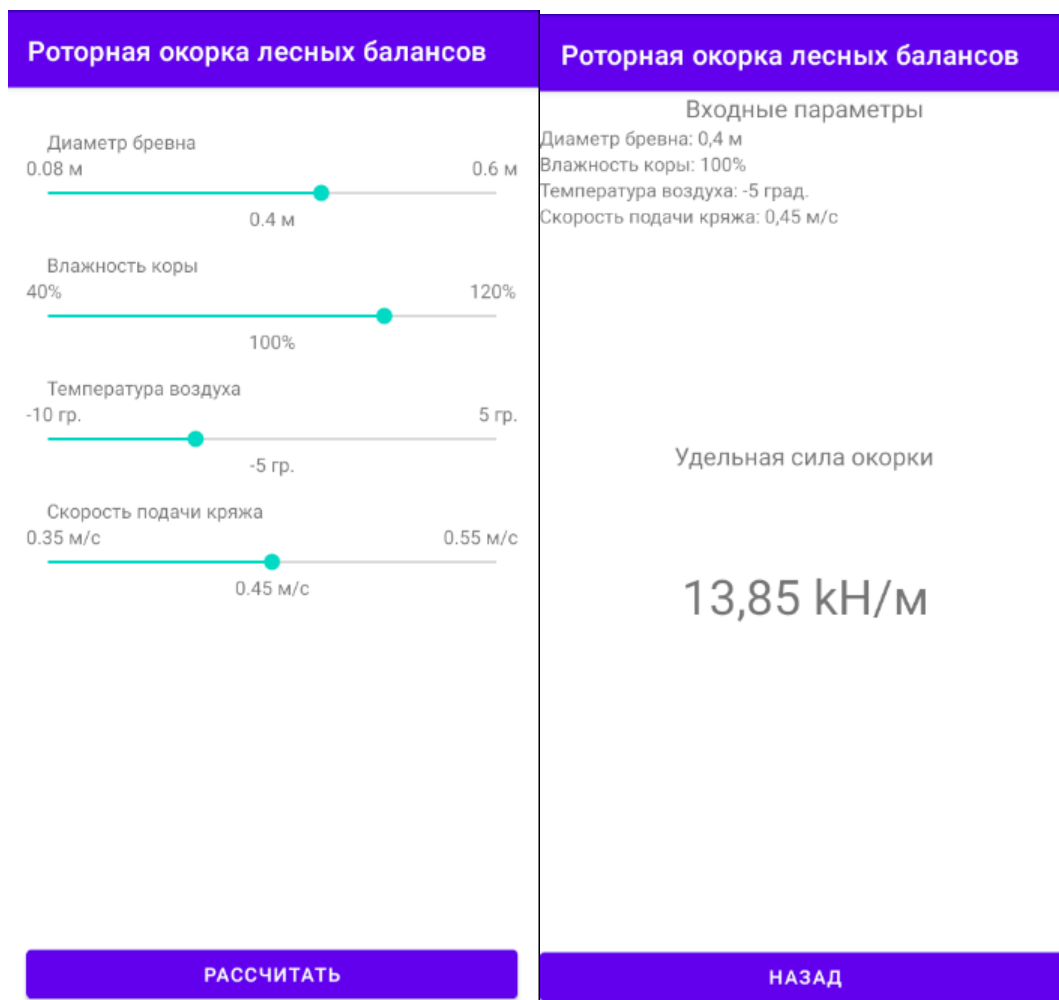 Роторная окорка лесных балансов
Диаметр бревна
0.08 м 0.6 м
0.4 м
Влажность коры
40% 120%
100%
Температура воздуха
-10 гр. 5 гр.
-5 гр.
Скорость подачи кряжа
0.35 м/с 0.55 м/с
0.45 м/с
РАССЧИТАТЬ
Роторная окорка лесных балансов
Входные параметры
Диаметр бревна: 0,4 м
Влажность коры: 100%
Температура воздуха: -5 град.
Скорость подачи кряжа: 0,45 м/с
Удельная сила окорки
13,85 kН/м
НАЗАД